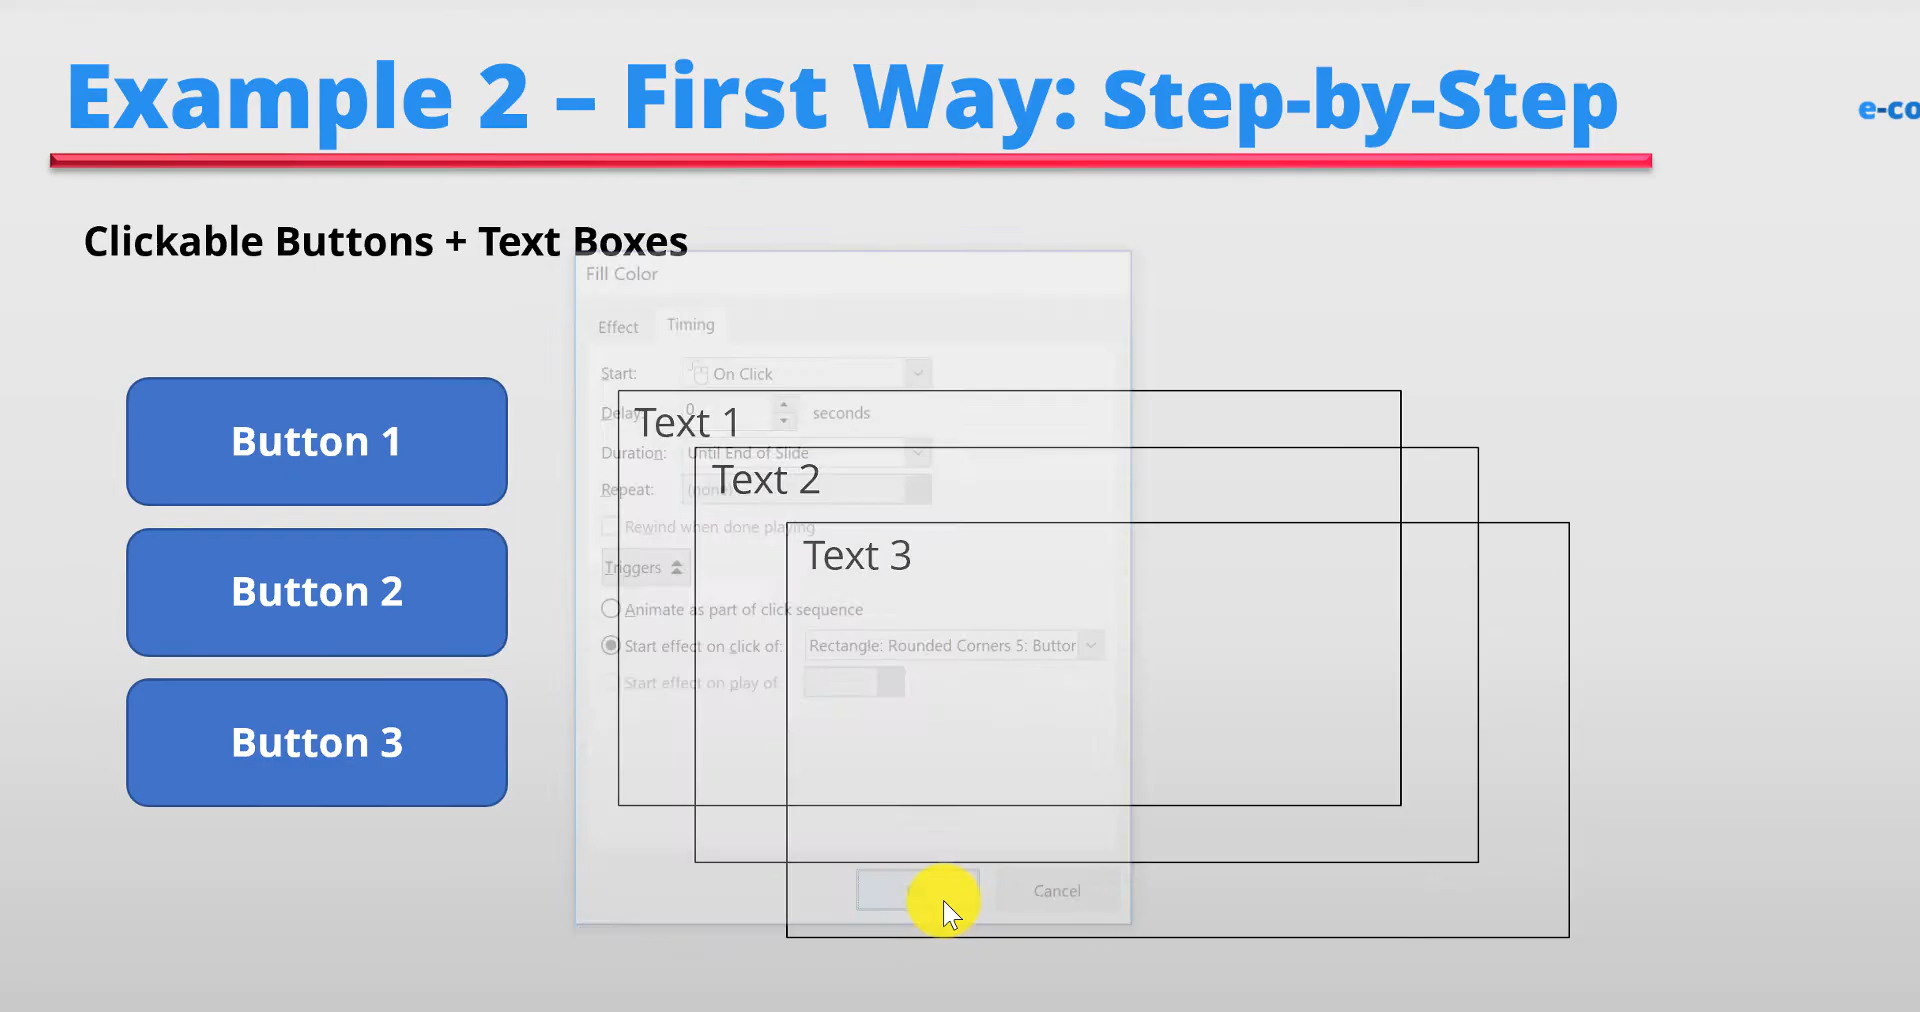 Example 2 – First Way: Step-by-Step
e-co
Clickable Buttons + Text Boxes
Fill Color
Effect
Timing
Start:
On Click
Delay:
0
seconds
Duration:
Until End of Slide
Repeat:
(none)
Rewind when done playing
Triggers
Animate as part of click sequence
Start effect on click of:
Rectangle: Rounded Corners 5: Buttor
Start effect on play of
Cancel
Button 1
Button 2
Button 3
Text 1
Text 2
Text 3